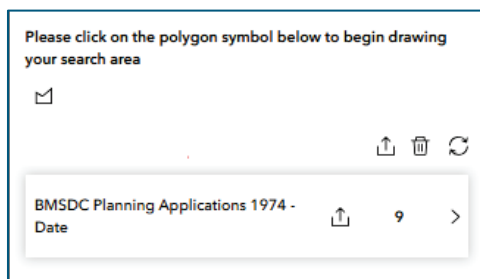 Please click on the polygon symbol below to begin drawing
your search area
BMSDC Planning Applications 1974 -
Date
9